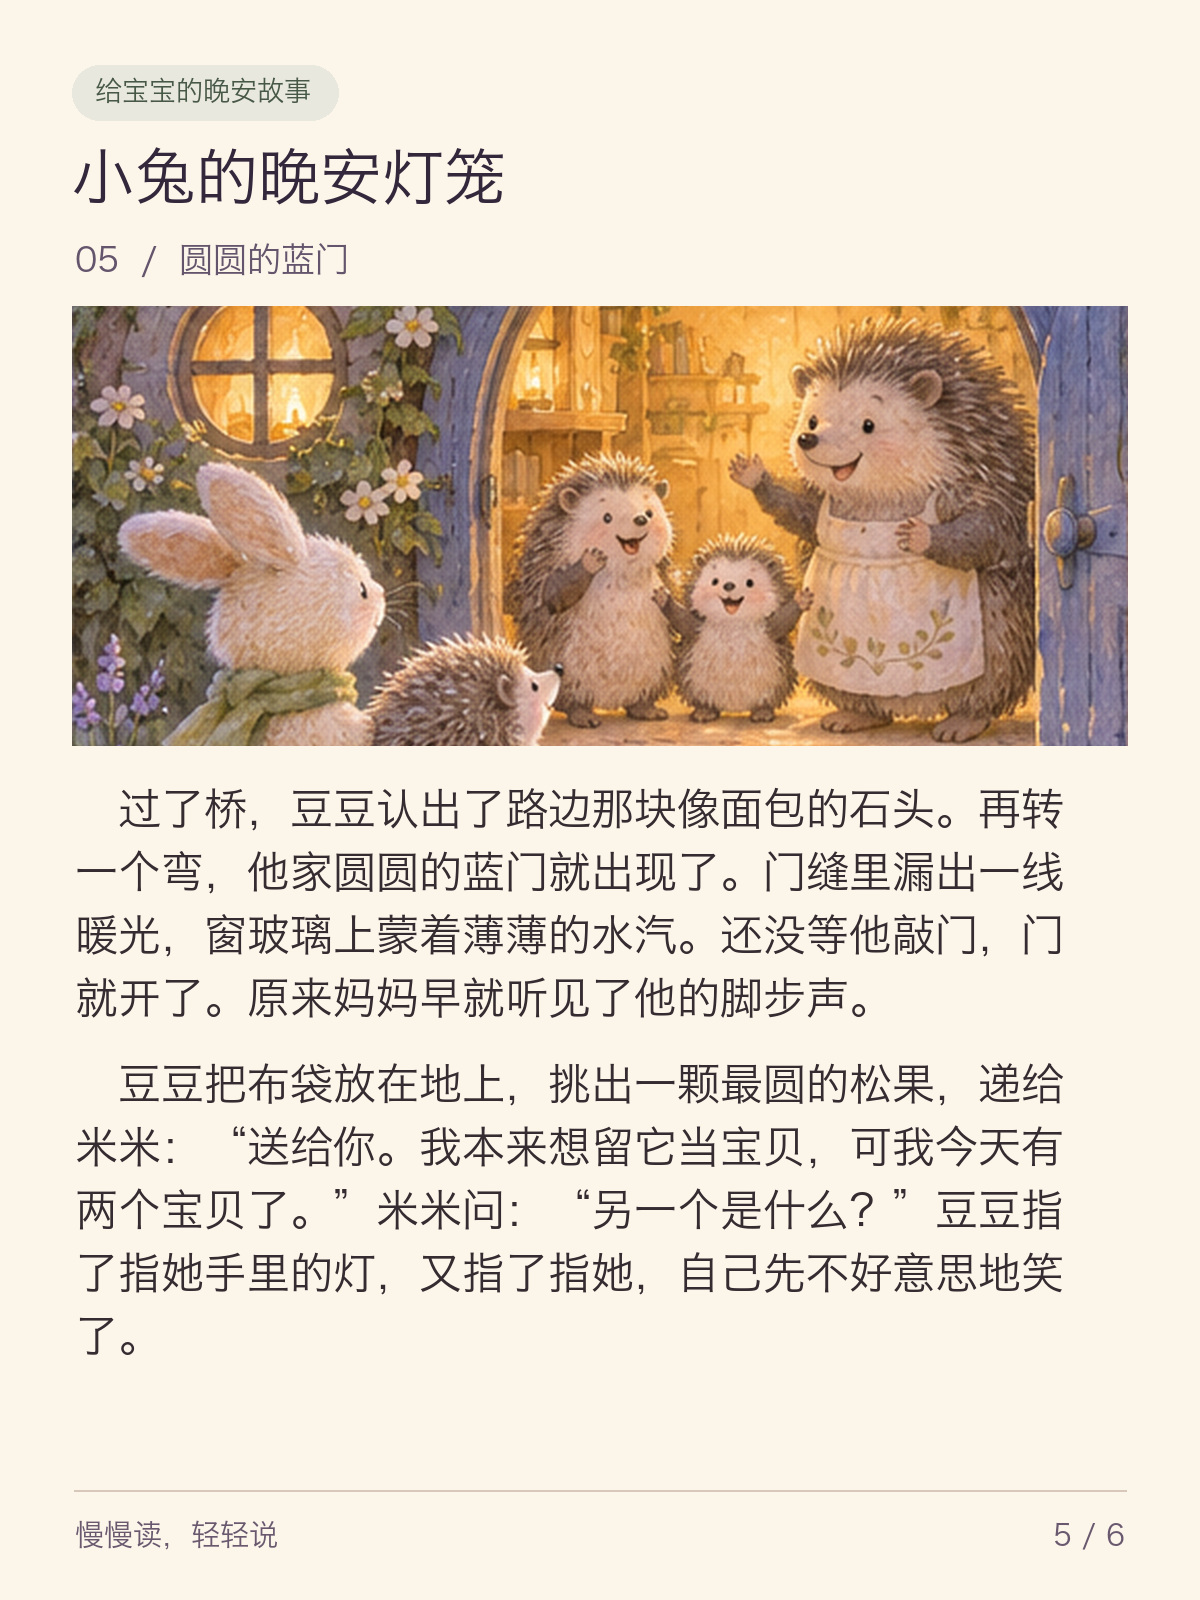 给宝宝的晚安故事
小兔的晚安灯笼
05 / 圆圆的蓝门
过了桥，豆豆认出了路边那块像面包的石头。再转
一个弯，他家圆圆的蓝门就出现了。门缝里漏出一线
暖光，窗玻璃上蒙着薄薄的水汽。还没等他敲门，门
就开了。原来妈妈早就听见了他的脚步声。
豆豆把布袋放在地上，挑出一颗最圆的松果，递给
米米：“送给你。我本来想留它当宝贝，可我今天有
两个宝贝了。”米米问：“另一个是什么？”豆豆指
了指她手里的灯，又指了指她，自己先不好意思地笑
了。
慢慢读，轻轻说
5 / 6